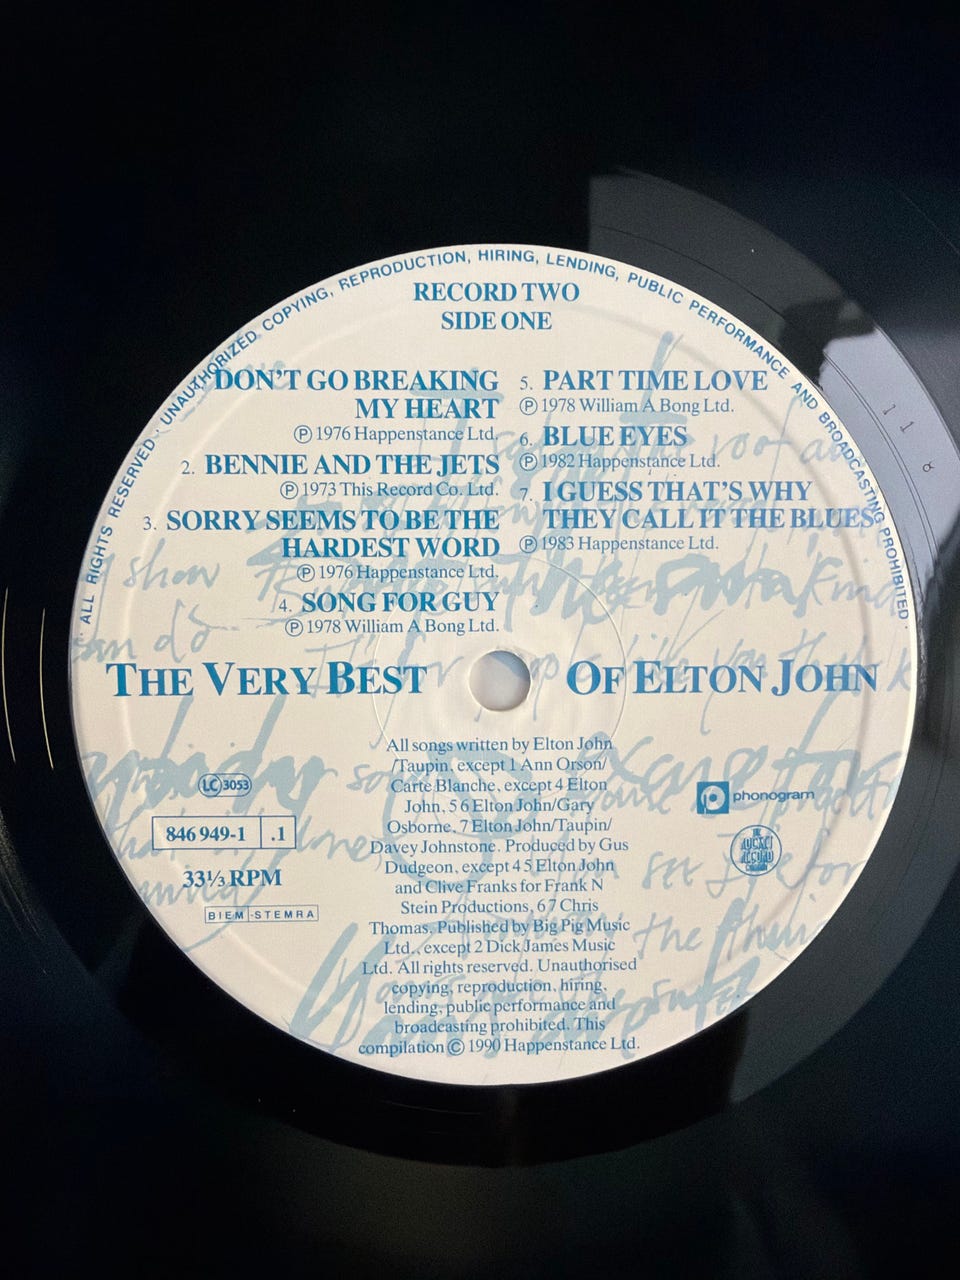 ALL RIGHTS RESERVED · UNAUTHORIZED COPYING, REPRODUCTION, HIRING, LENDING, PUBLIC PERFORMANCE AND BROADCASTING PROHIBITED ·
RECORD TWO
SIDE ONE
DON'T GO BREAKING
MY HEART
Ⓟ 1976 Happenstance Ltd.
2. BENNIE AND THE JETS
Ⓟ 1973 This Record Co. Ltd.
3. SORRY SEEMS TO BE THE
HARDEST WORD
Ⓟ 1976 Happenstance Ltd.
4. SONG FOR GUY
Ⓟ 1978 William A Bong Ltd.
5. PART TIME LOVE
Ⓟ 1978 William A Bong Ltd.
6. BLUE EYES
Ⓟ 1982 Happenstance Ltd.
7. I GUESS THAT'S WHY
THEY CALL IT THE BLUES
Ⓟ 1983 Happenstance Ltd.
THE VERY BEST OF ELTON JOHN
All songs written by Elton John
/Taupin, except 1 Ann Orson/
Carte Blanche, except 4 Elton
John, 5 6 Elton John/Gary
Osborne, 7 Elton John/Taupin/
Davey Johnstone. Produced by Gus
Dudgeon, except 4 5 Elton John
and Clive Franks for Frank N
Stein Productions, 6 7 Chris
Thomas. Published by Big Pig Music
Ltd., except 2 Dick James Music
Ltd. All rights reserved. Unauthorised
copying, reproduction, hiring,
lending, public performance and
broadcasting prohibited. This
compilation © 1990 Happenstance Ltd.
LC 3053
846 949-1 .1
33⅓ RPM
BIEM-STEMRA
phonogram
THE
ROCKET
RECORD
COMPANY
show
the
see
1 1